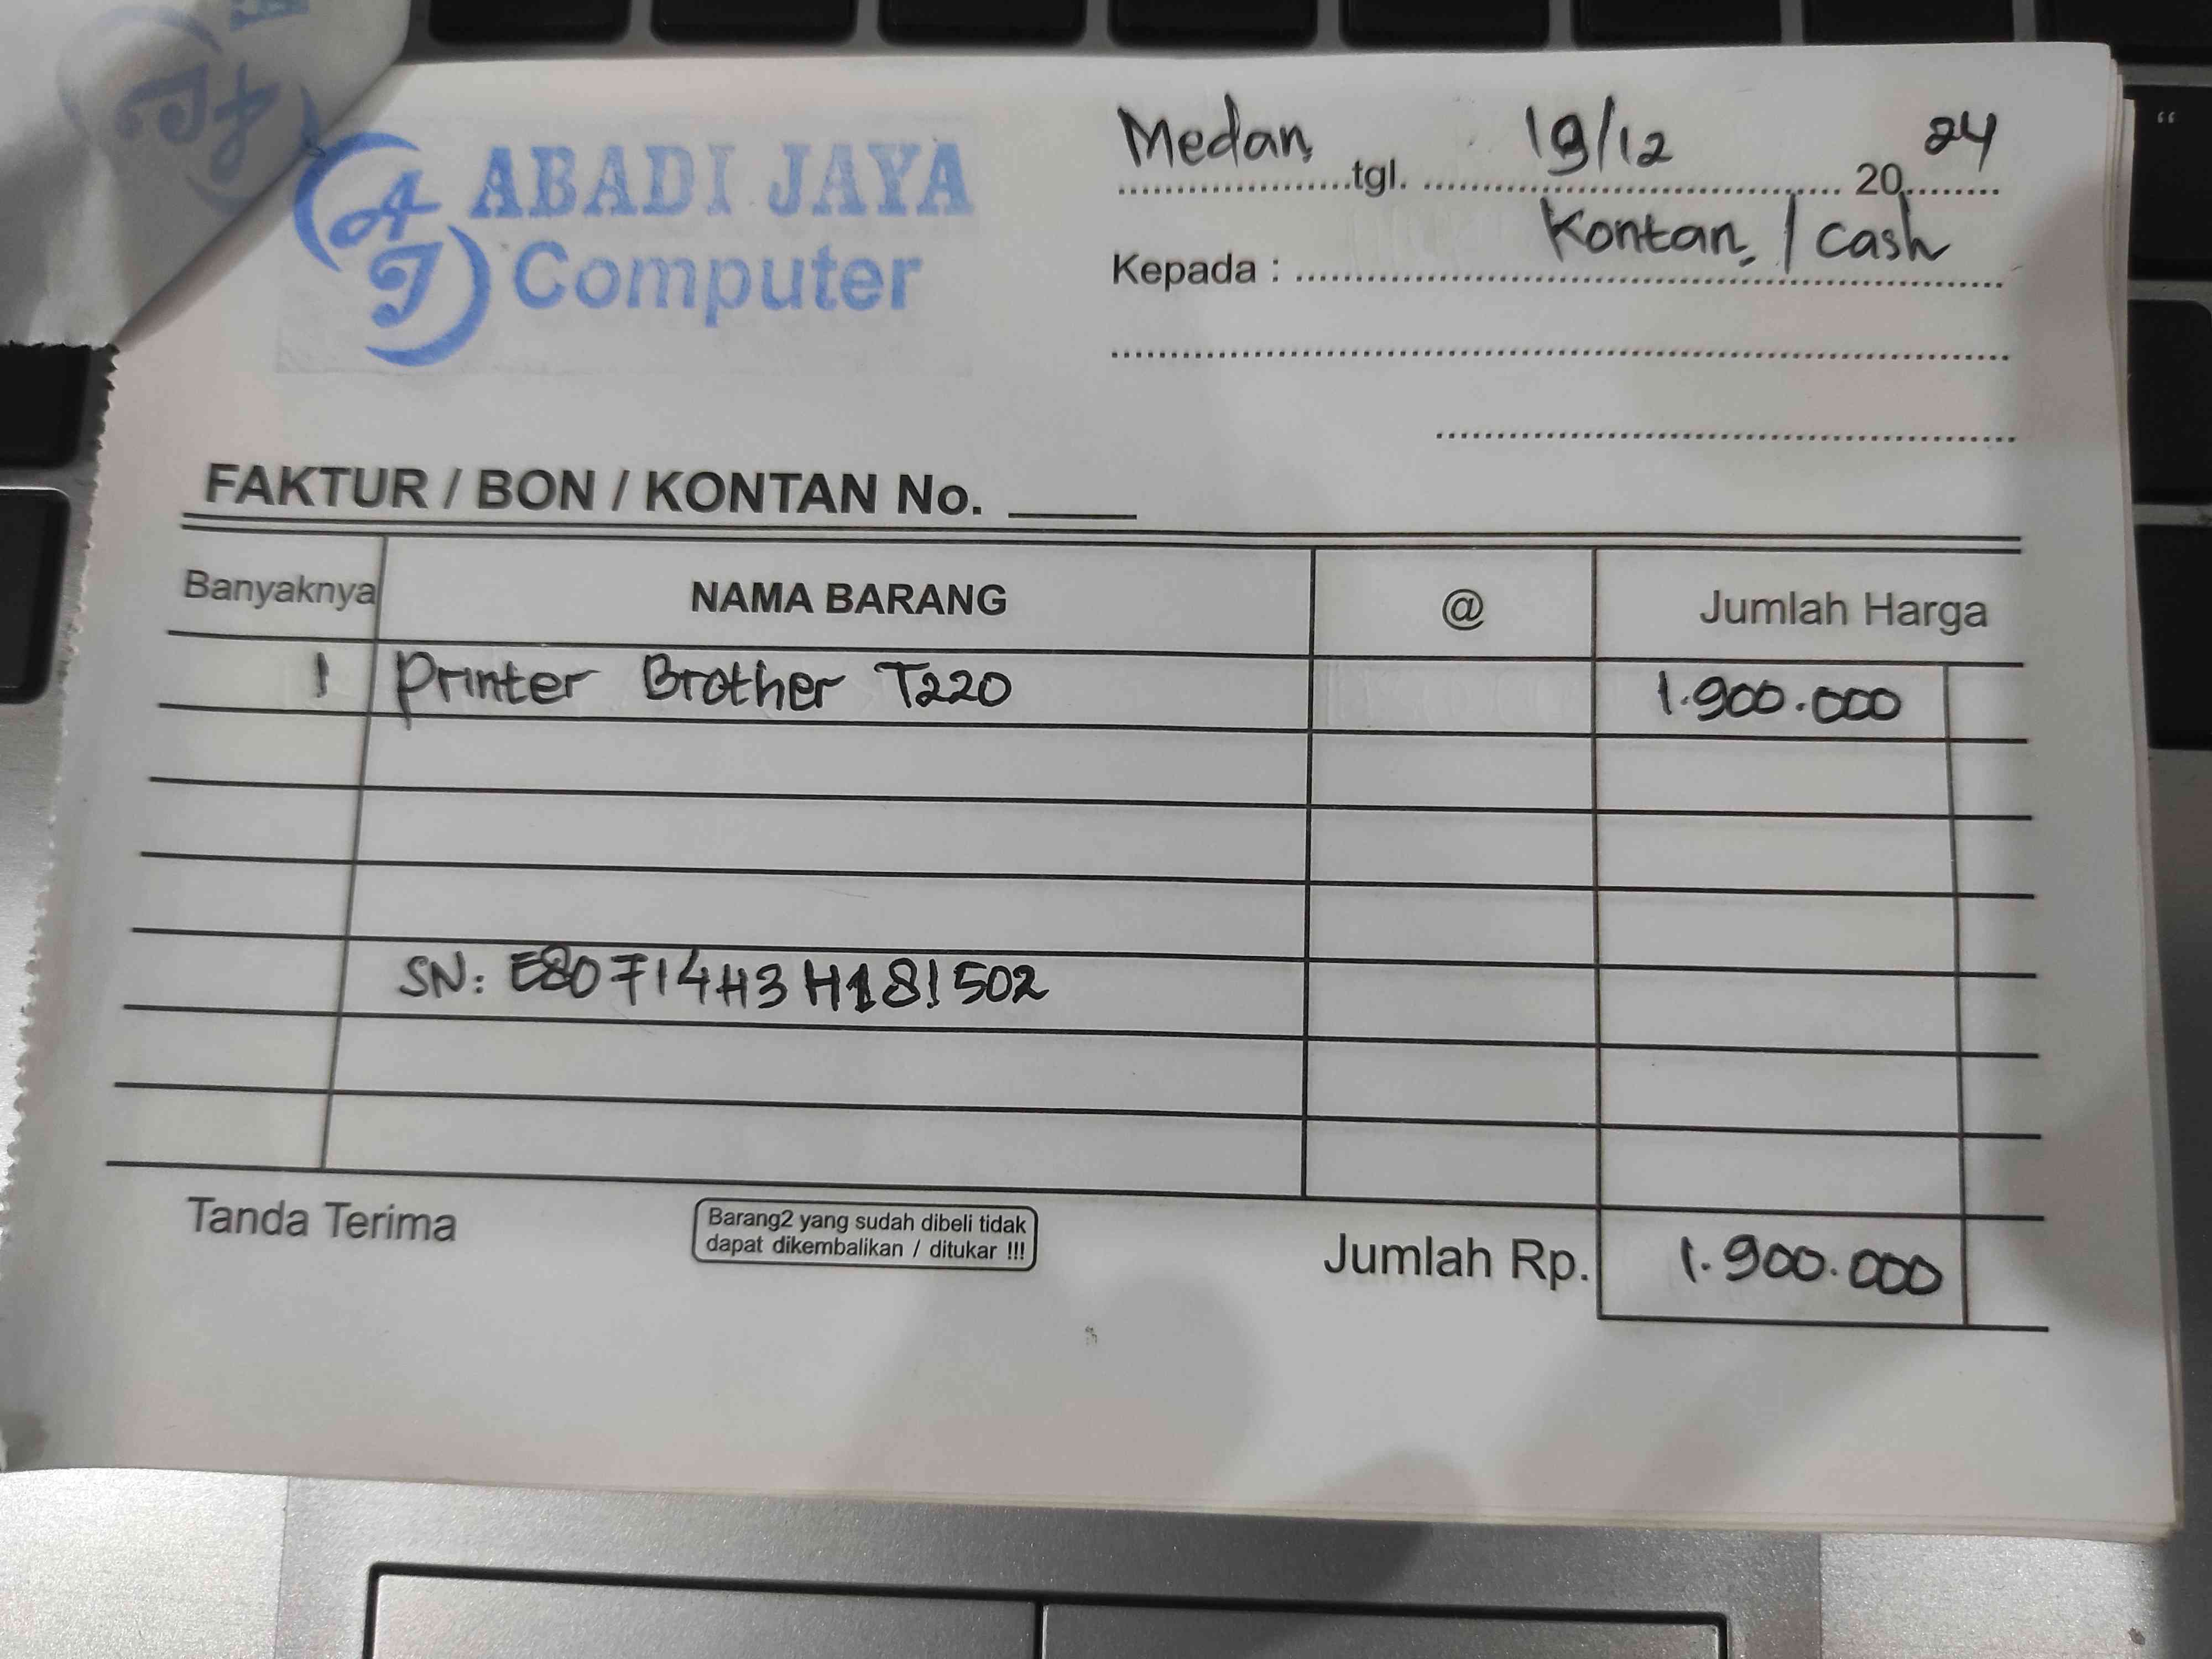 ABADI JAYA
Computer
AJ
Medan, tgl. 19/12 2024
Kepada : Kontan / cash
FAKTUR / BON / KONTAN No.
Banyaknya NAMA BARANG @ Jumlah Harga
1 Printer Brother T220 1.900.000
SN: E80714H3H181502
Tanda Terima
Barang2 yang sudah dibeli tidak
dapat dikembalikan / ditukar !!!
Jumlah Rp. 1.900.000